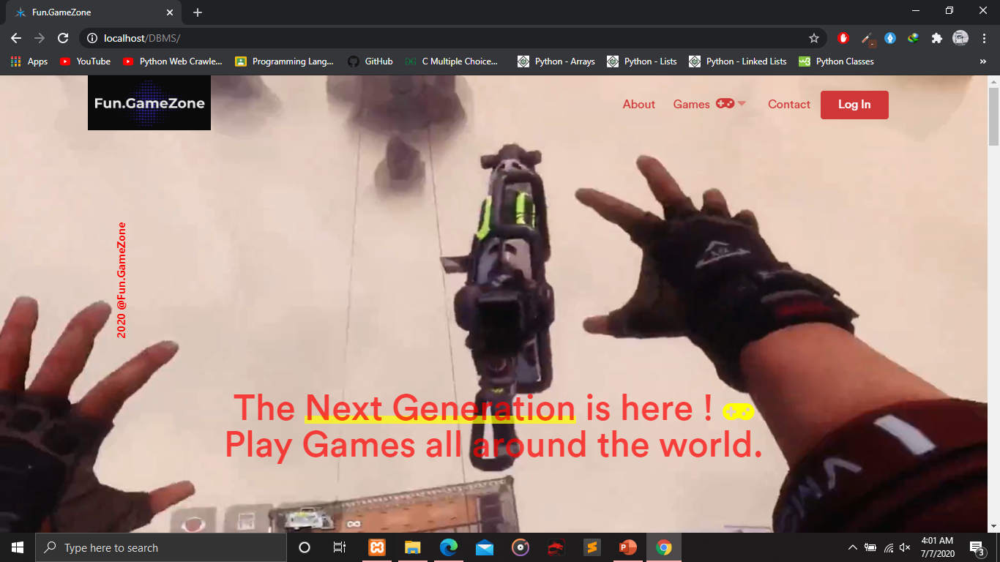 Fun.GameZone
localhost/DBMS/
Apps
YouTube
Python Web Crawle...
Programming Lang...
GitHub
C Multiple Choice...
Python - Arrays
Python - Lists
Python - Linked Lists
Python Classes
»
Fun.GameZone
About
Games
Contact
Log In
2020 @Fun.GameZone
The Next Generation is here !
Play Games all around the world.
Type here to search
4:01 AM
7/7/2020
3